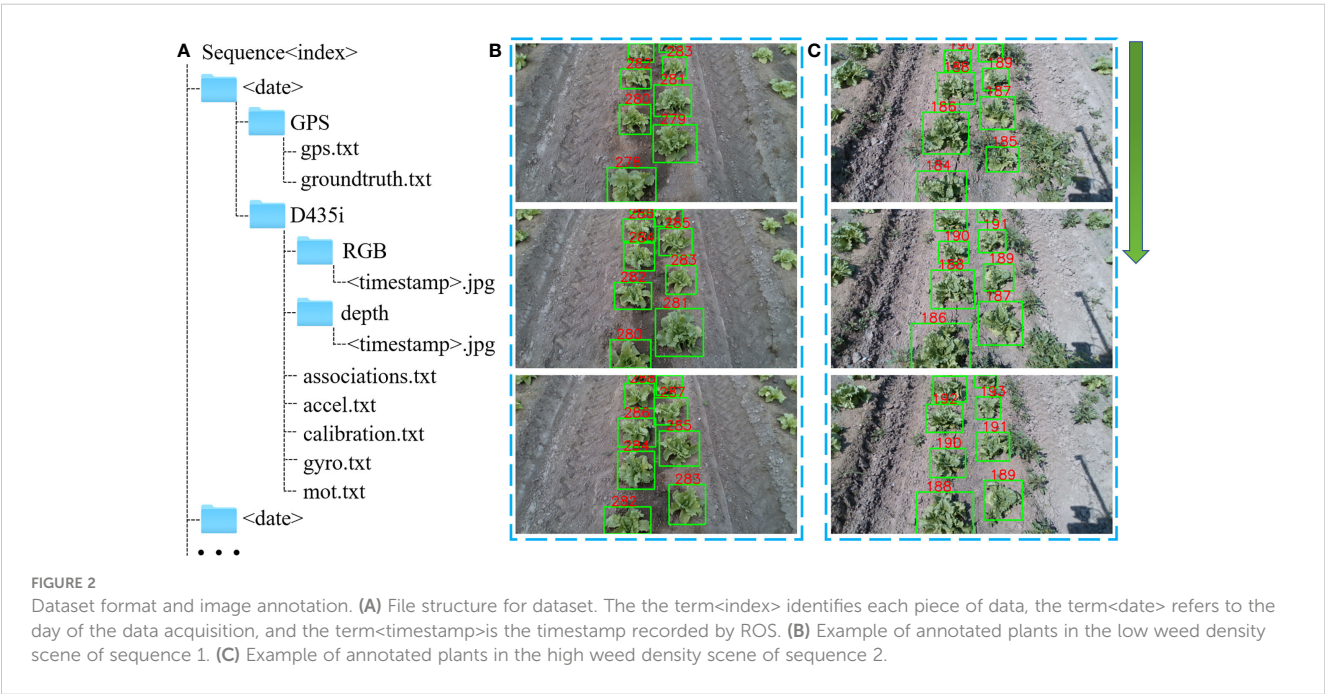 A
Sequence<index>
<date>
GPS
gps.txt
groundtruth.txt
D435i
RGB
<timestamp>.jpg
depth
<timestamp>.jpg
associations.txt
accel.txt
calibration.txt
gyro.txt
mot.txt
<date>
• • •
B
283
281
279
285
283
281
280
287
285
283
C
190
189
187
185
184
191
190
189
188
187
186
193
191
190
189
188
FIGURE 2
Dataset format and image annotation. (A) File structure for dataset. The the term<index> identifies each piece of data, the term<date> refers to the
day of the data acquisition, and the term<timestamp>is the timestamp recorded by ROS. (B) Example of annotated plants in the low weed density
scene of sequence 1. (C) Example of annotated plants in the high weed density scene of sequence 2.